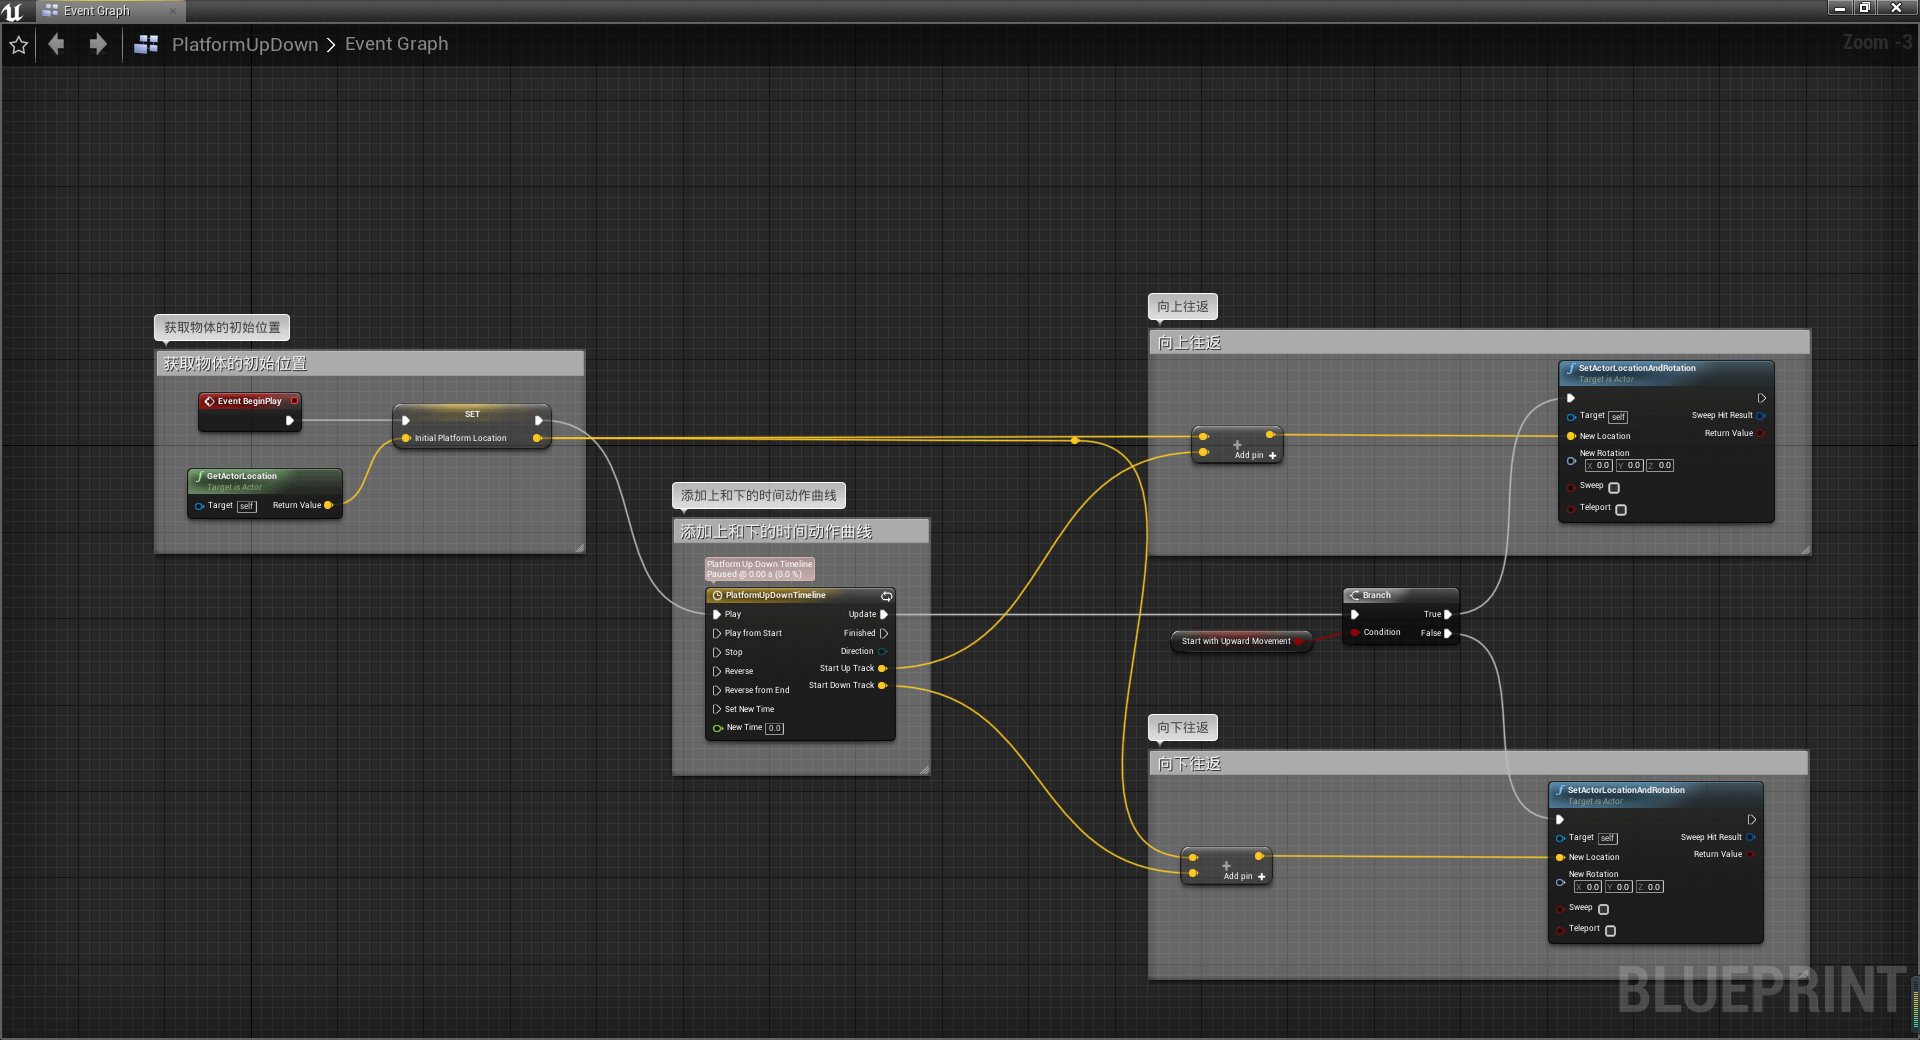 Event Graph
PlatformUpDown > Event Graph
Zoom -3
获取物体的初始位置
获取物体的初始位置
Event BeginPlay
SET
Initial Platform Location
GetActorLocation
Target is Actor
Target self Return Value
添加上和下的时间动作曲线
添加上和下的时间动作曲线
Platform Up Down Timeline
Paused @ 0.00 s (0.0 %)
PlatformUpDownTimeline
Play Update
Play from Start Finished
Stop Direction
Reverse Start Up Track
Reverse from End Start Down Track
Set New Time
New Time 0.0
向上往返
向上往返
Add pin
SetActorLocationAndRotation
Target is Actor
Target self Sweep Hit Result
New Location Return Value
New Rotation
X 0.0 Y 0.0 Z 0.0
Sweep
Teleport
Branch
True
Condition False
Start with Upward Movement
向下往返
向下往返
Add pin
SetActorLocationAndRotation
Target is Actor
Target self Sweep Hit Result
New Location Return Value
New Rotation
X 0.0 Y 0.0 Z 0.0
Sweep
Teleport
BLUEPRINT